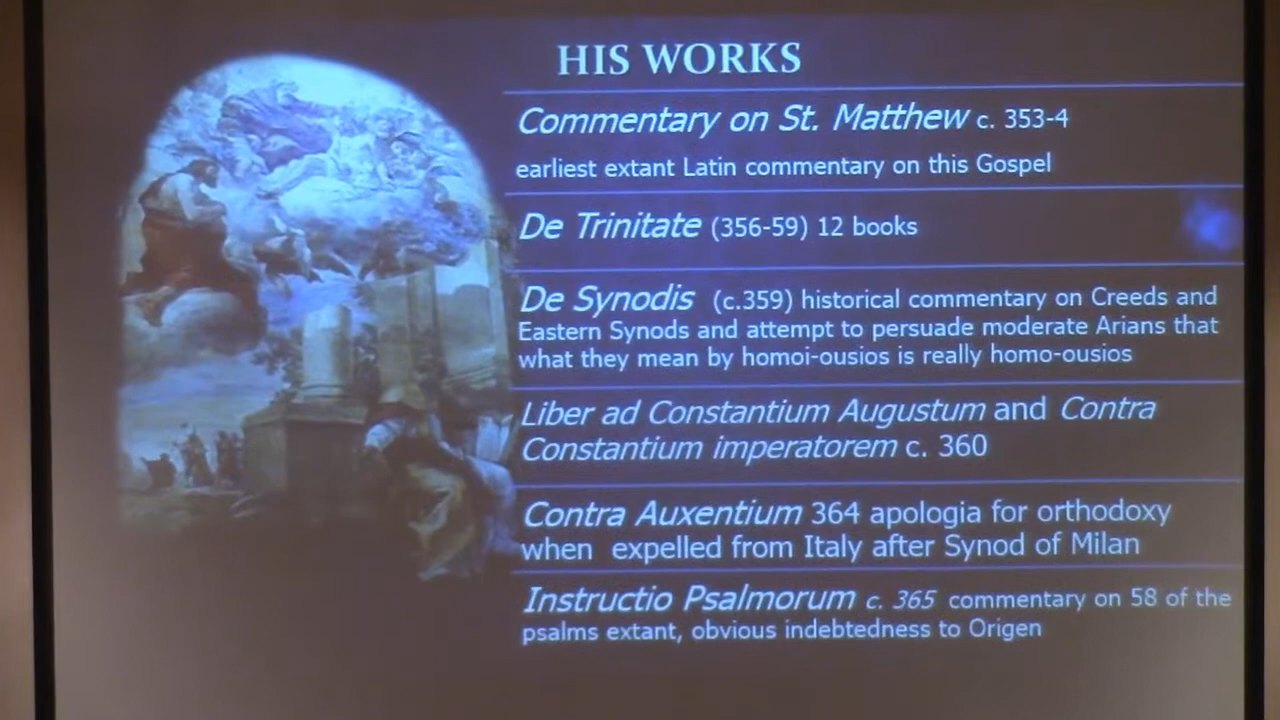 HIS WORKS
Commentary on St. Matthew c. 353-4
earliest extant Latin commentary on this Gospel
De Trinitate (356-59) 12 books
De Synodis (c.359) historical commentary on Creeds and
Eastern Synods and attempt to persuade moderate Arians that
what they mean by homoi-ousios is really homo-ousios
Liber ad Constantium Augustum and Contra
Constantium imperatorem c. 360
Contra Auxentium 364 apologia for orthodoxy
when expelled from Italy after Synod of Milan
Instructio Psalmorum c. 365 commentary on 58 of the
psalms extant, obvious indebtedness to Origen